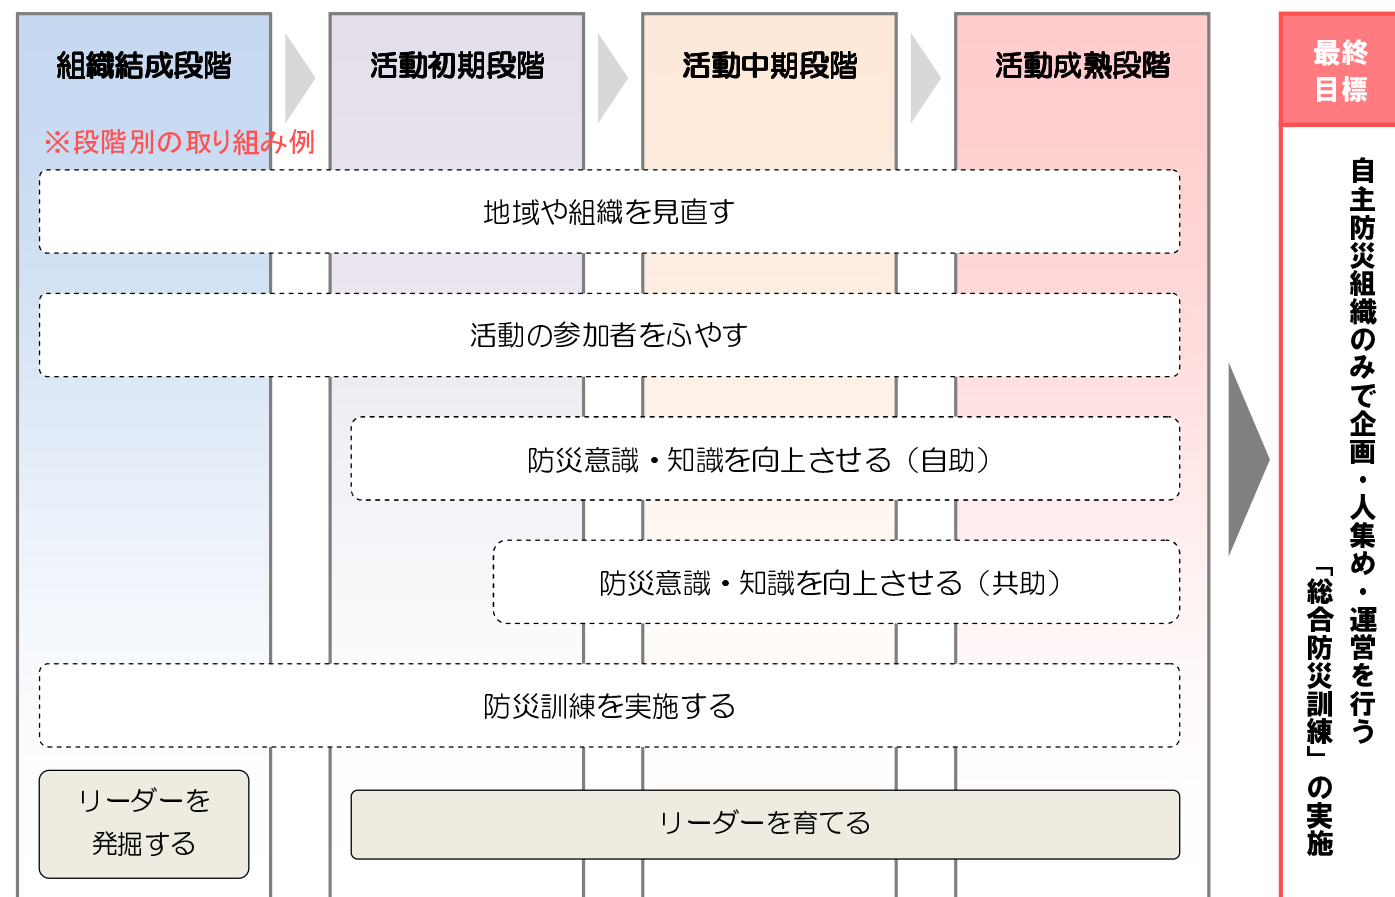 組織結成段階
活動初期段階
活動中期段階
活動成熟段階
最終
目標
※段階別の取り組み例
地域や組織を見直す
活動の参加者をふやす
防災意識・知識を向上させる（自助）
防災意識・知識を向上させる（共助）
防災訓練を実施する
リーダーを
発掘する
リーダーを育てる
自主防災組織のみで企画・人集め・運営を行う
「総合防災訓練」の実施